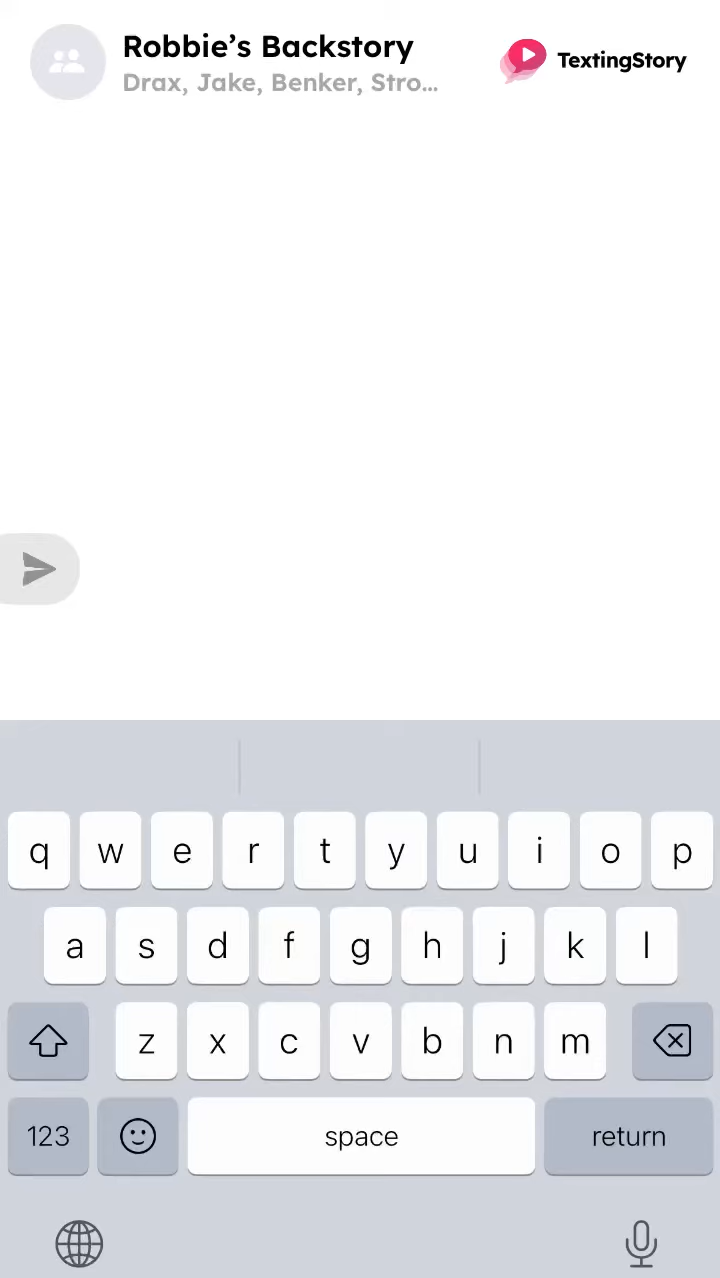 Robbie’s Backstory
Drax, Jake, Benker, Stro...
TextingStory
q w e r t y u i o p
a s d f g h j k l
z x c v b n m
123 space return